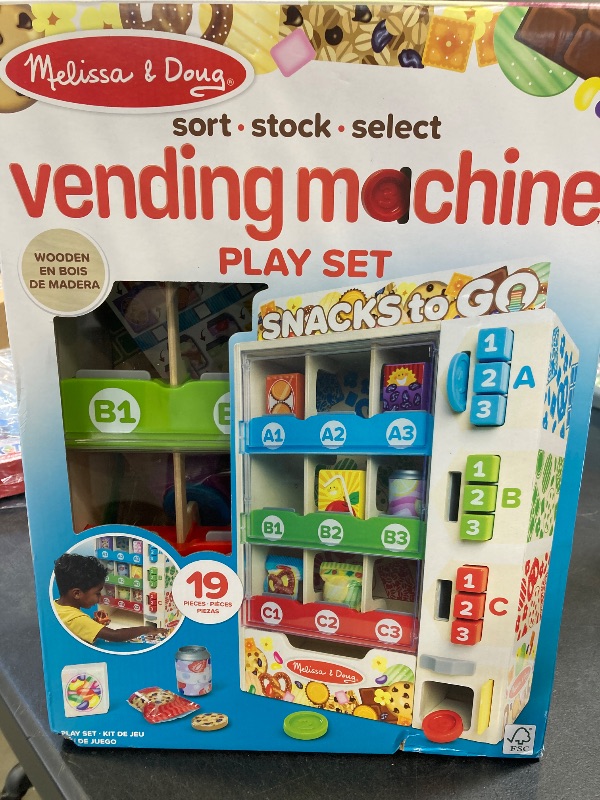 Melissa & Doug®
sort • stock • select
vending machine
PLAY SET
WOODEN
EN BOIS
DE MADERA
SNACKS to GO
B1
1
2 A
3
A1 A2 A3
1
2 B
3
B1 B2 B3
1
2 C
3
C1 C2 C3
19
PIECES • PIÈCES
PIEZAS
Melissa & Doug
PLAY SET • KIT DE JEU
DE JUEGO
FSC